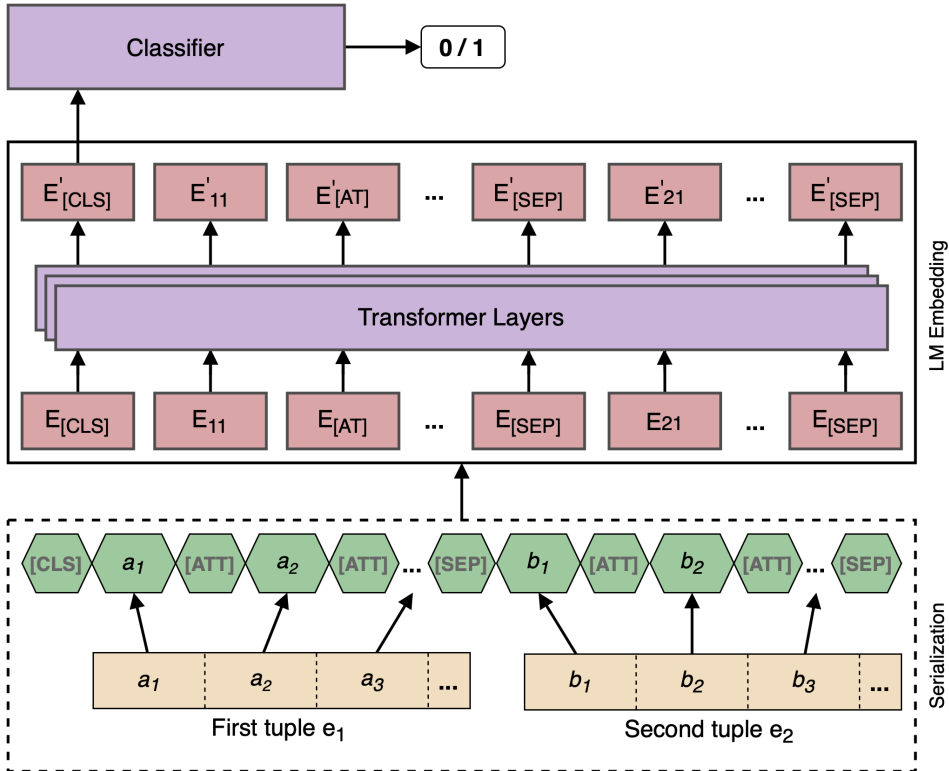 Classifier 0 / 1
E'[CLS] E'11 E'[AT] ... E'[SEP] E'21 ... E'[SEP]
Transformer Layers
E[CLS] E11 E[AT] ... E[SEP] E21 ... E[SEP]
LM Embedding
[CLS] a1 [ATT] a2 [ATT] ... [SEP] b1 [ATT] b2 [ATT] ... [SEP]
a1 a2 a3 ... b1 b2 b3 ...
First tuple e1 Second tuple e2
Serialization